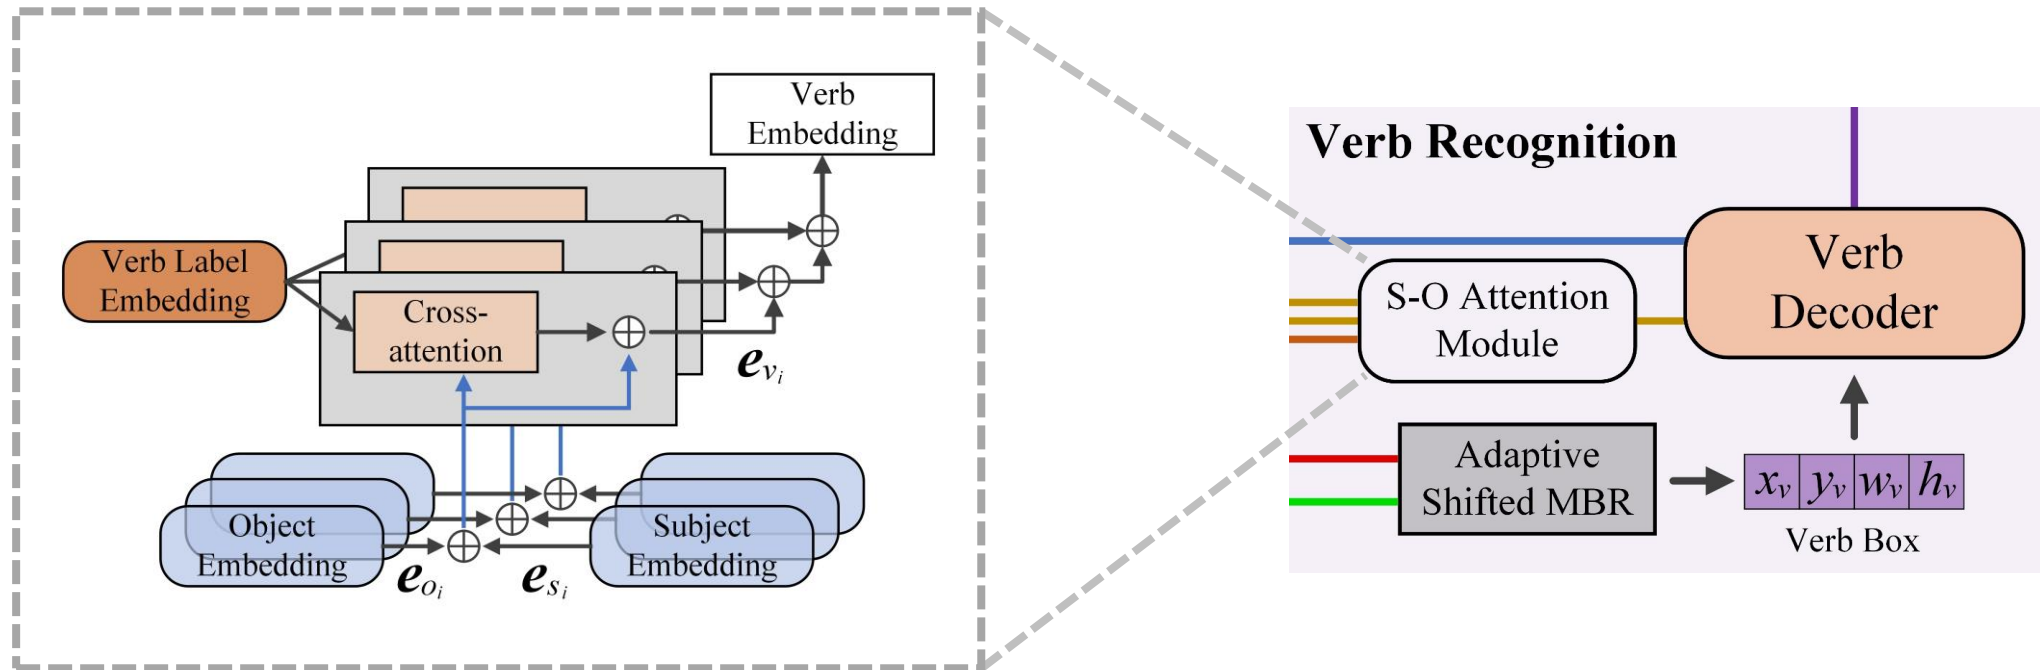 Verb
Embedding
Verb Label
Embedding
Cross-
attention
e_{v_i}
Object
Embedding
Subject
Embedding
e_{o_i}
e_{s_i}
Verb Recognition
Verb
Decoder
S-O Attention
Module
Adaptive
Shifted MBR
x_v y_v w_v h_v
Verb Box